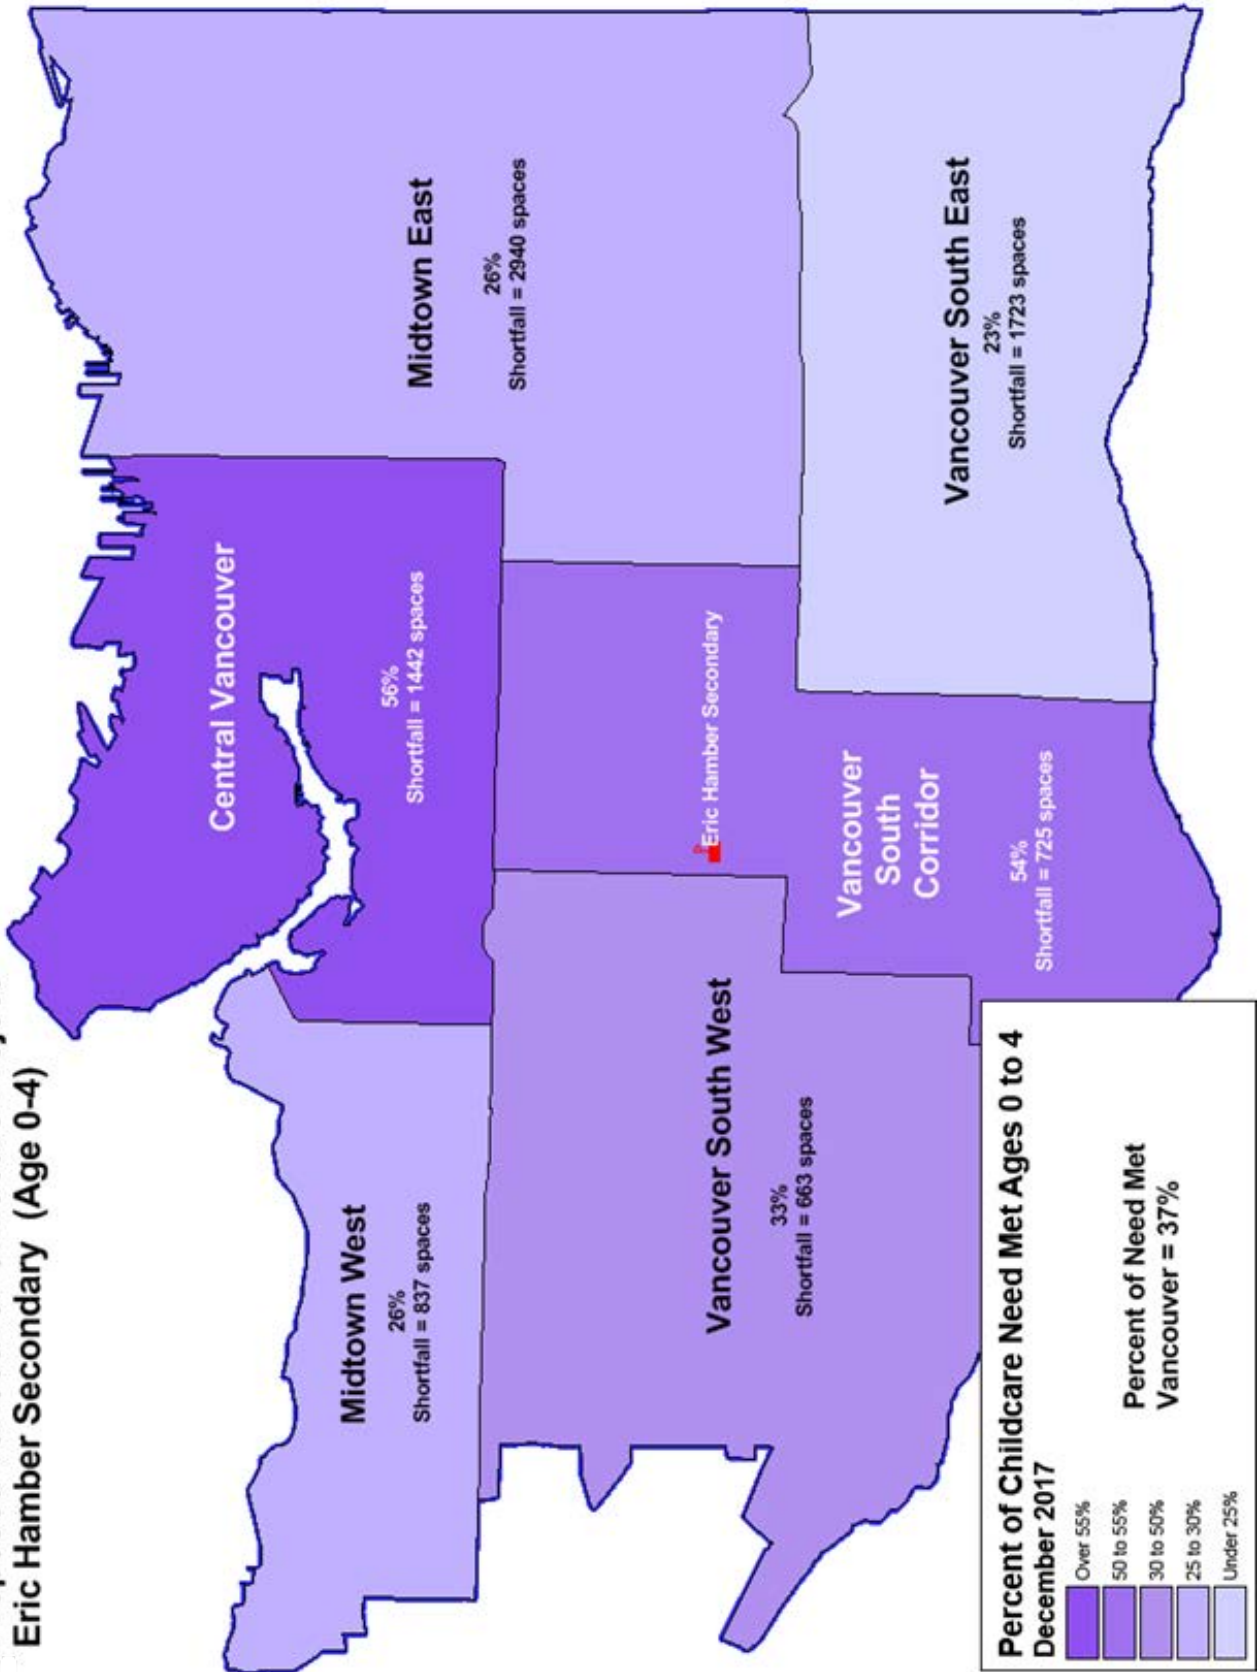 Eric Hamber Secondary (Age 0-4)
Central Vancouver
56%
Shortfall = 1442 spaces
Midtown East
26%
Shortfall = 2940 spaces
Midtown West
26%
Shortfall = 837 spaces
Eric Hamber Secondary
Vancouver South West
33%
Shortfall = 663 spaces
Vancouver
South
Corridor
54%
Shortfall = 725 spaces
Vancouver South East
23%
Shortfall = 1723 spaces
Percent of Childcare Need Met Ages 0 to 4
December 2017
Over 55%
50 to 55%
30 to 50%
25 to 30%
Under 25%
Percent of Need Met
Vancouver = 37%